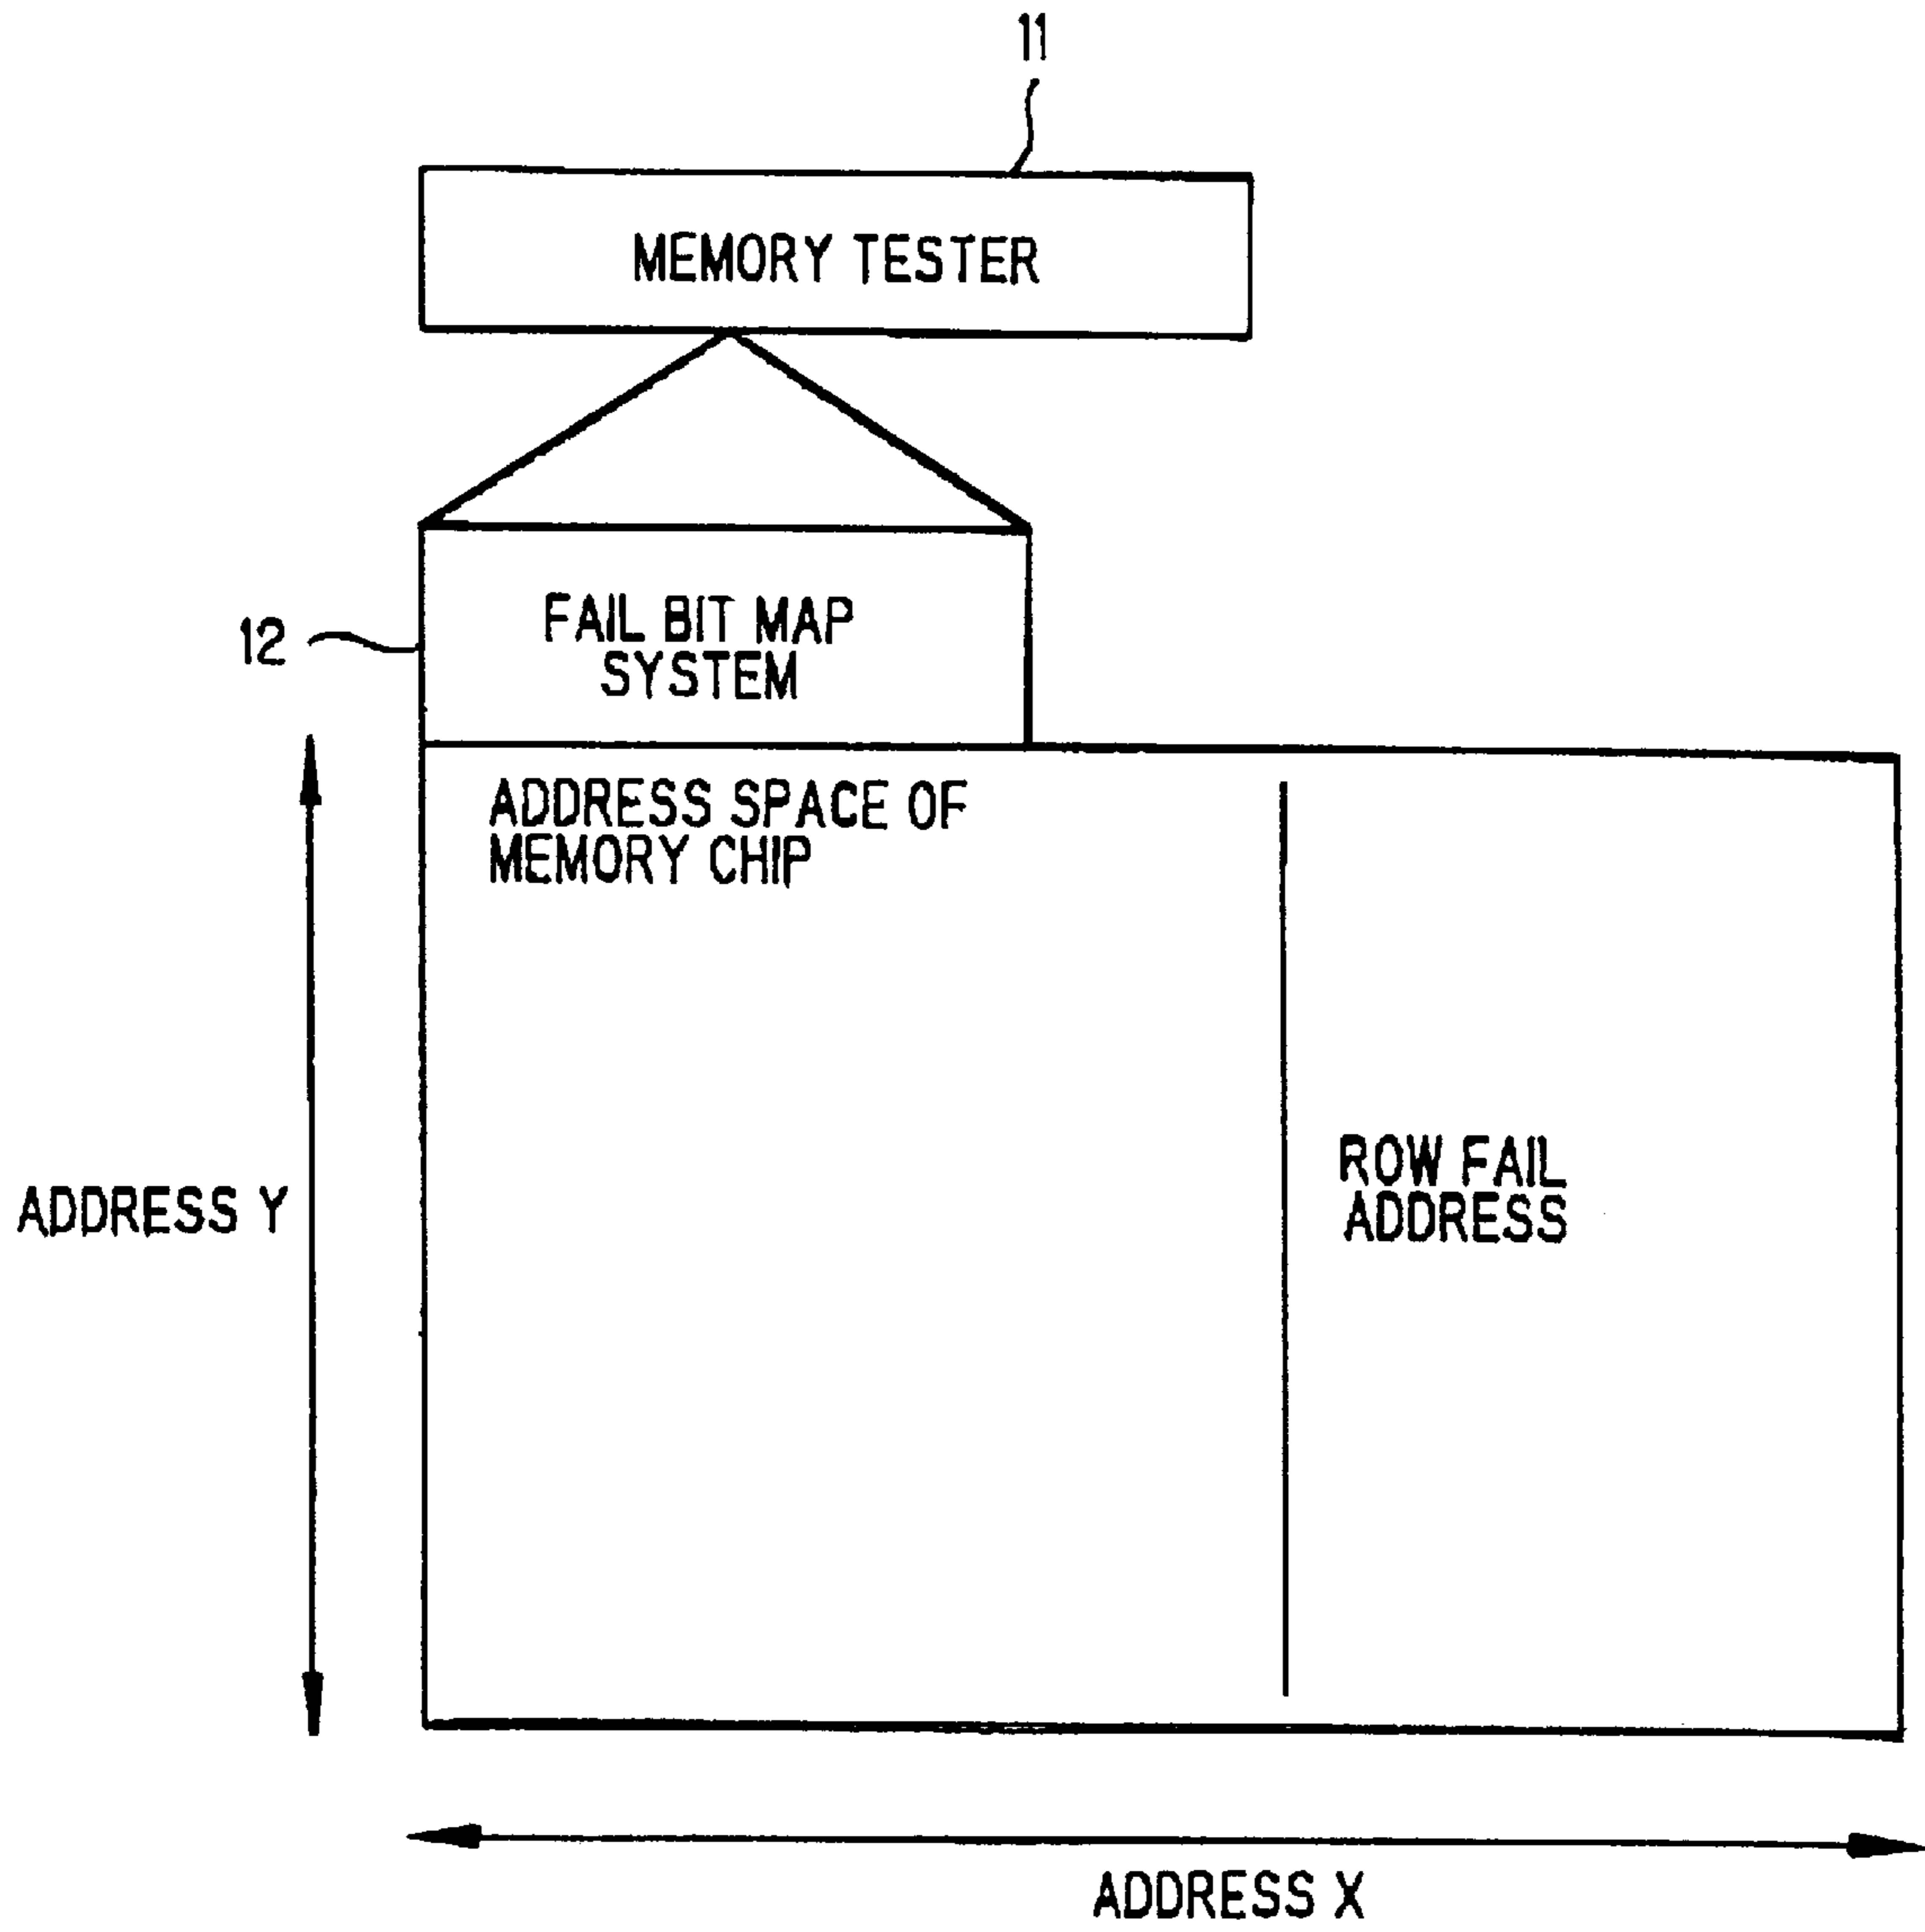 11
MEMORY TESTER
12
FAIL BIT MAP
SYSTEM
ADDRESS SPACE OF
MEMORY CHIP
ROW FAIL
ADDRESS
ADDRESS Y
ADDRESS X